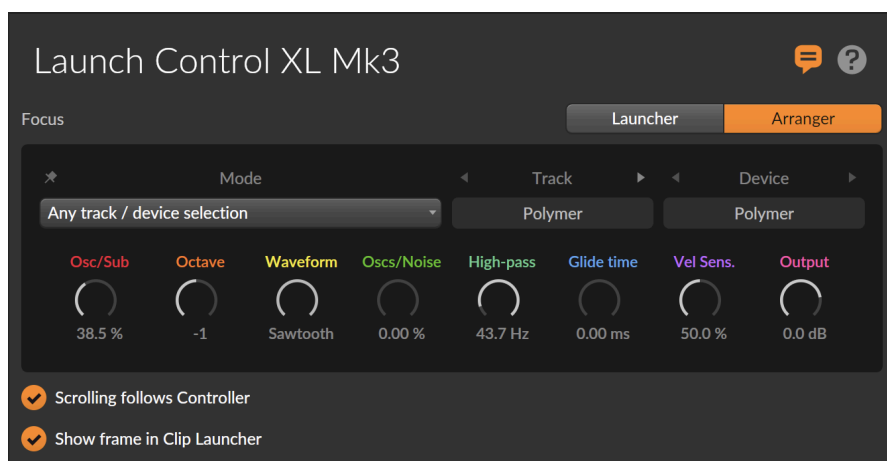 Launch Control XL Mk3
?
Focus
Launcher Arranger
Mode Track Device
Any track / device selection Polymer Polymer
Osc/Sub Octave Waveform Oscs/Noise High-pass Glide time Vel Sens. Output
38.5 % -1 Sawtooth 0.00 % 43.7 Hz 0.00 ms 50.0 % 0.0 dB
Scrolling follows Controller
Show frame in Clip Launcher